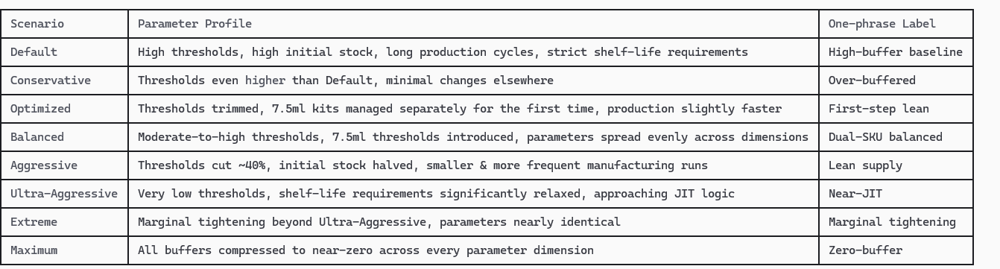 Scenario Parameter Profile One-phrase Label
Default High thresholds, high initial stock, long production cycles, strict shelf-life requirements High-buffer baseline
Conservative Thresholds even higher than Default, minimal changes elsewhere Over-buffered
Optimized Thresholds trimmed, 7.5ml kits managed separately for the first time, production slightly faster First-step lean
Balanced Moderate-to-high thresholds, 7.5ml thresholds introduced, parameters spread evenly across dimensions Dual-SKU balanced
Aggressive Thresholds cut ~40%, initial stock halved, smaller & more frequent manufacturing runs Lean supply
Ultra-Aggressive Very low thresholds, shelf-life requirements significantly relaxed, approaching JIT logic Near-JIT
Extreme Marginal tightening beyond Ultra-Aggressive, parameters nearly identical Marginal tightening
Maximum All buffers compressed to near-zero across every parameter dimension Zero-buffer